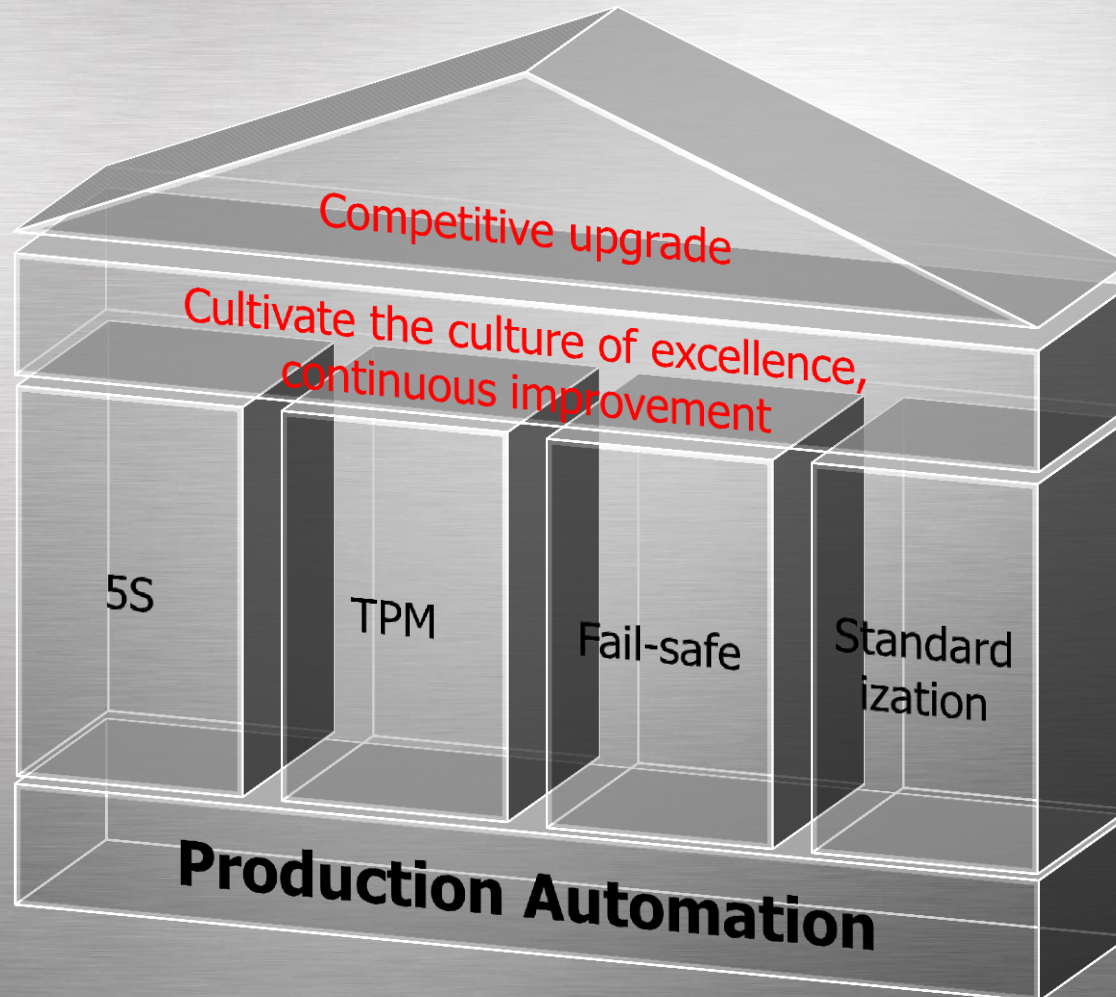 Competitive upgrade
Cultivate the culture of excellence,
continuous improvement
5S
TPM
Fail-safe
Standard
ization
Production Automation